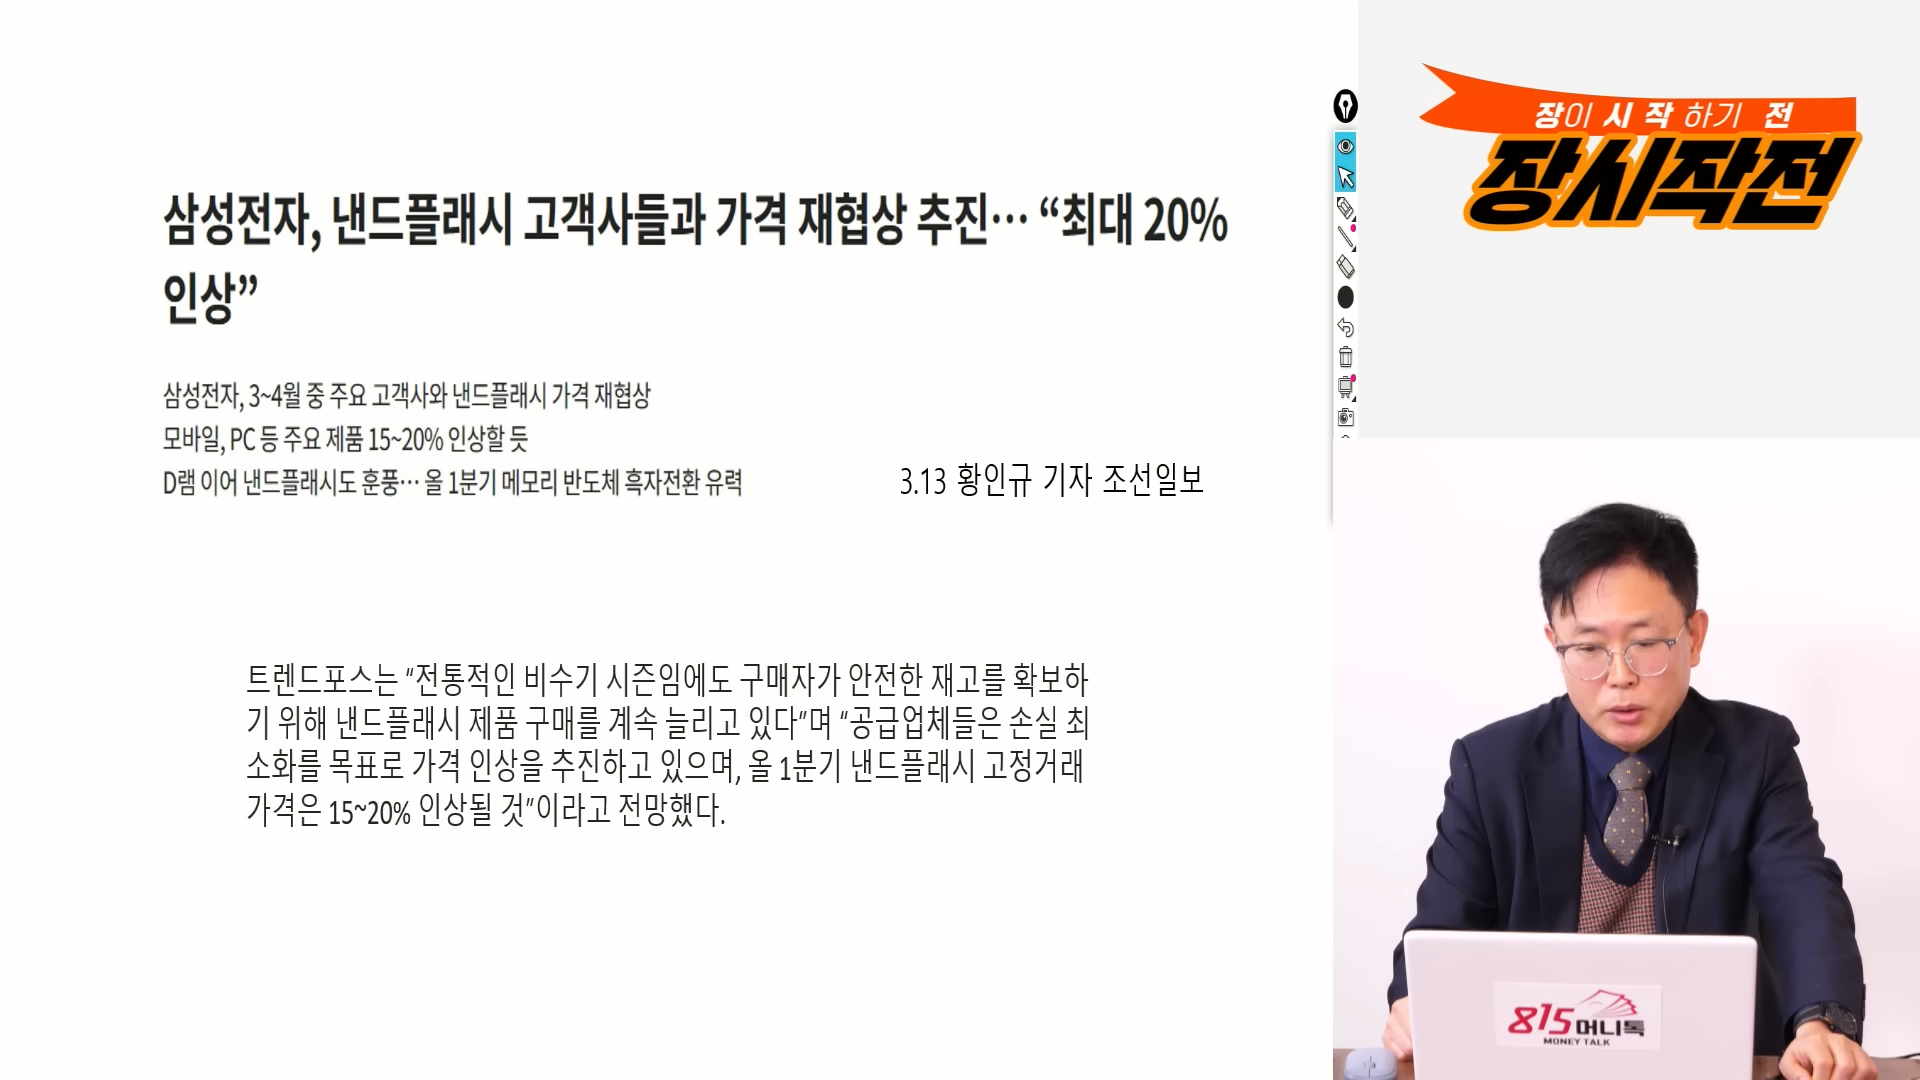 삼성전자, 낸드플래시 고객사들과 가격 재협상 추진… “최대 20%
인상”
삼성전자, 3~4월 중 주요 고객사와 낸드플래시 가격 재협상
모바일, PC 등 주요 제품 15~20% 인상할 듯
D램 이어 낸드플래시도 훈풍… 올 1분기 메모리 반도체 흑자전환 유력
3.13 황인규 기자 조선일보
트렌드포스는 “전통적인 비수기 시즌임에도 구매자가 안전한 재고를 확보하
기 위해 낸드플래시 제품 구매를 계속 늘리고 있다”며 “공급업체들은 손실 최
소화를 목표로 가격 인상을 추진하고 있으며, 올 1분기 낸드플래시 고정거래
가격은 15~20% 인상될 것”이라고 전망했다.
장이 시작하기 전
장시작전
815머니톡
MONEY TALK